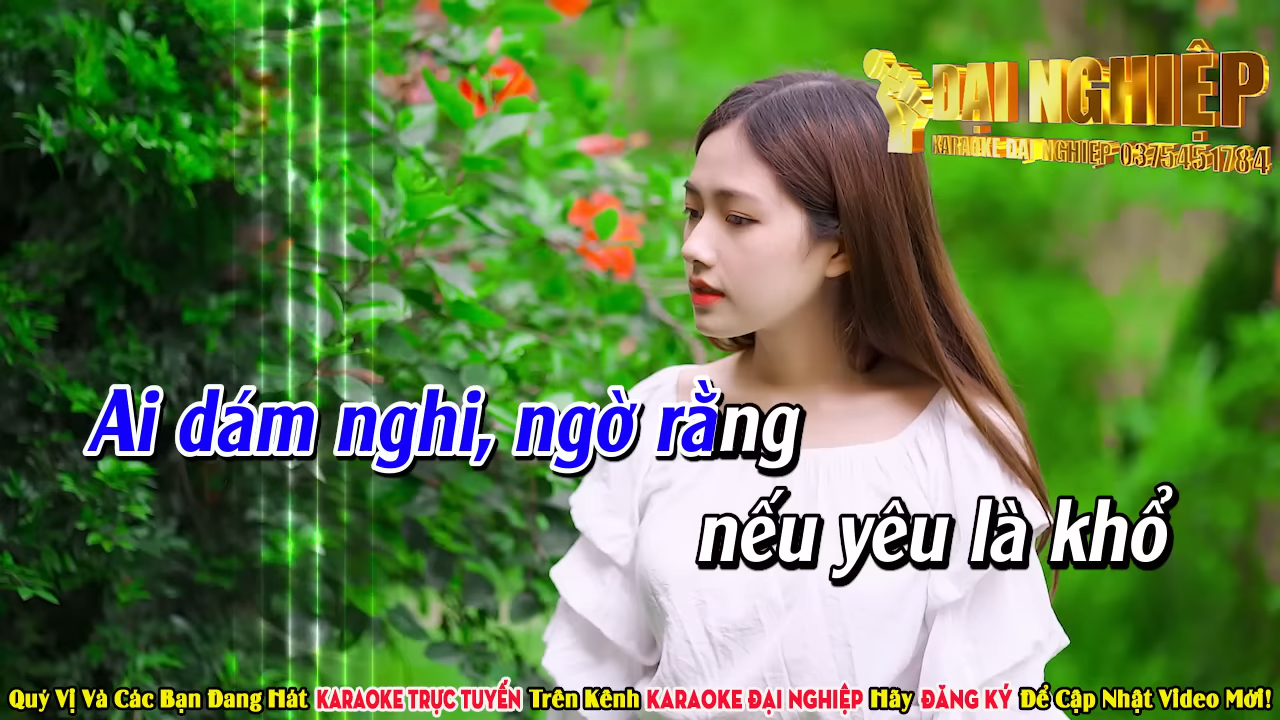 ĐẠI NGHIỆP
KARAOKE ĐẠI NGHIỆP 0375451784
Ai dám nghi, ngờ rằng
nếu yêu là khổ
Quý Vị Và Các Bạn Đang Hát KARAOKE TRỰC TUYẾN Trên Kênh KARAOKE ĐẠI NGHIỆP Hãy ĐĂNG KÝ Để Cập Nhật Video Mới!